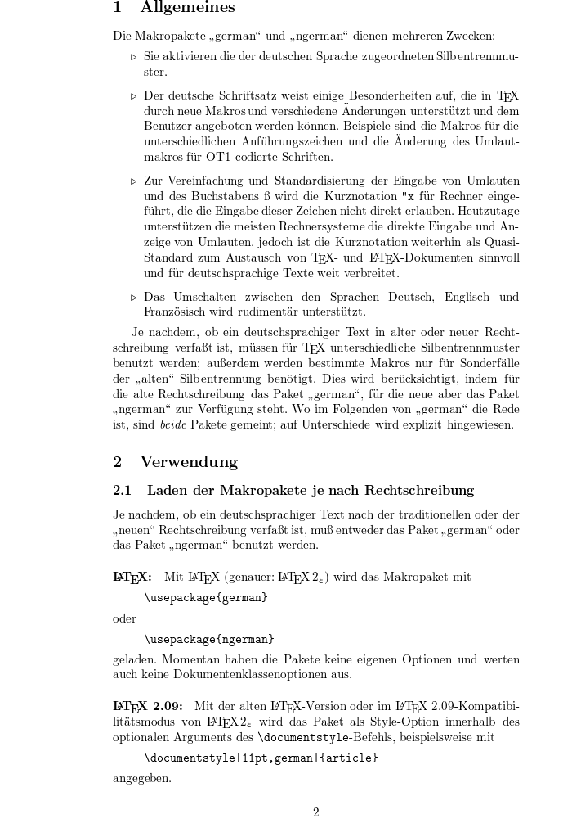 1 Allgemeines
Die Makropakete „german“ und „ngerman“ dienen mehreren Zwecken:
▹ Sie aktivieren die der deutschen Sprache zugeordneten Silbentrennmu-
ster.
▹ Der deutsche Schriftsatz weist einige Besonderheiten auf, die in TEX
durch neue Makros und verschiedene Änderungen unterstützt und dem
Benutzer angeboten werden können. Beispiele sind die Makros für die
unterschiedlichen Anführungszeichen und die Änderung des Umlaut-
makros für OT1-codierte Schriften.
▹ Zur Vereinfachung und Standardisierung der Eingabe von Umlauten
und des Buchstabens ß wird die Kurznotation "x für Rechner einge-
führt, die die Eingabe dieser Zeichen nicht direkt erlauben. Heutzutage
unterstützen die meisten Rechnersysteme die direkte Eingabe und An-
zeige von Umlauten, jedoch ist die Kurznotation weiterhin als Quasi-
Standard zum Austausch von TEX- und LATEX-Dokumenten sinnvoll
und für deutschsprachige Texte weit verbreitet.
▹ Das Umschalten zwischen den Sprachen Deutsch, Englisch und
Französisch wird rudimentär unterstützt.
Je nachdem, ob ein deutschsprachiger Text in alter oder neuer Recht-
schreibung verfaßt ist, müssen für TEX unterschiedliche Silbentrennmuster
benutzt werden; außerdem werden bestimmte Makros nur für Sonderfälle
der „alten“ Silbentrennung benötigt. Dies wird berücksichtigt, indem für
die alte Rechtschreibung das Paket „german“, für die neue aber das Paket
„ngerman“ zur Verfügung steht. Wo im Folgenden von „german“ die Rede
ist, sind beide Pakete gemeint; auf Unterschiede wird explizit hingewiesen.
2 Verwendung
2.1 Laden der Makropakete je nach Rechtschreibung
Je nachdem, ob ein deutschsprachiger Text nach der traditionellen oder der
„neuen“ Rechtschreibung verfaßt ist, muß entweder das Paket „german“ oder
das Paket „ngerman“ benutzt werden.
LATEX: Mit LATEX (genauer: LATEX 2ε) wird das Makropaket mit
\usepackage{german}
oder
\usepackage{ngerman}
geladen. Momentan haben die Pakete keine eigenen Optionen und werten
auch keine Dokumentenklassenoptionen aus.
LATEX 2.09: Mit der alten LATEX-Version oder im LATEX 2.09-Kompatibi-
litätsmodus von LATEX 2ε wird das Paket als Style-Option innerhalb des
optionalen Arguments des \documentstyle-Befehls, beispielsweise mit
\documentstyle[11pt,german]{article}
angegeben.
2